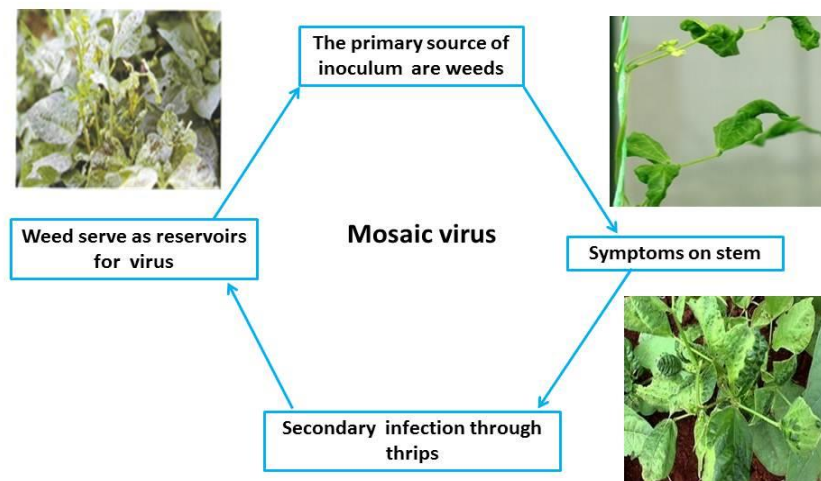 The primary source of
inoculum are weeds
Mosaic virus
Symptoms on stem
Secondary infection through
thrips
Weed serve as reservoirs
for virus